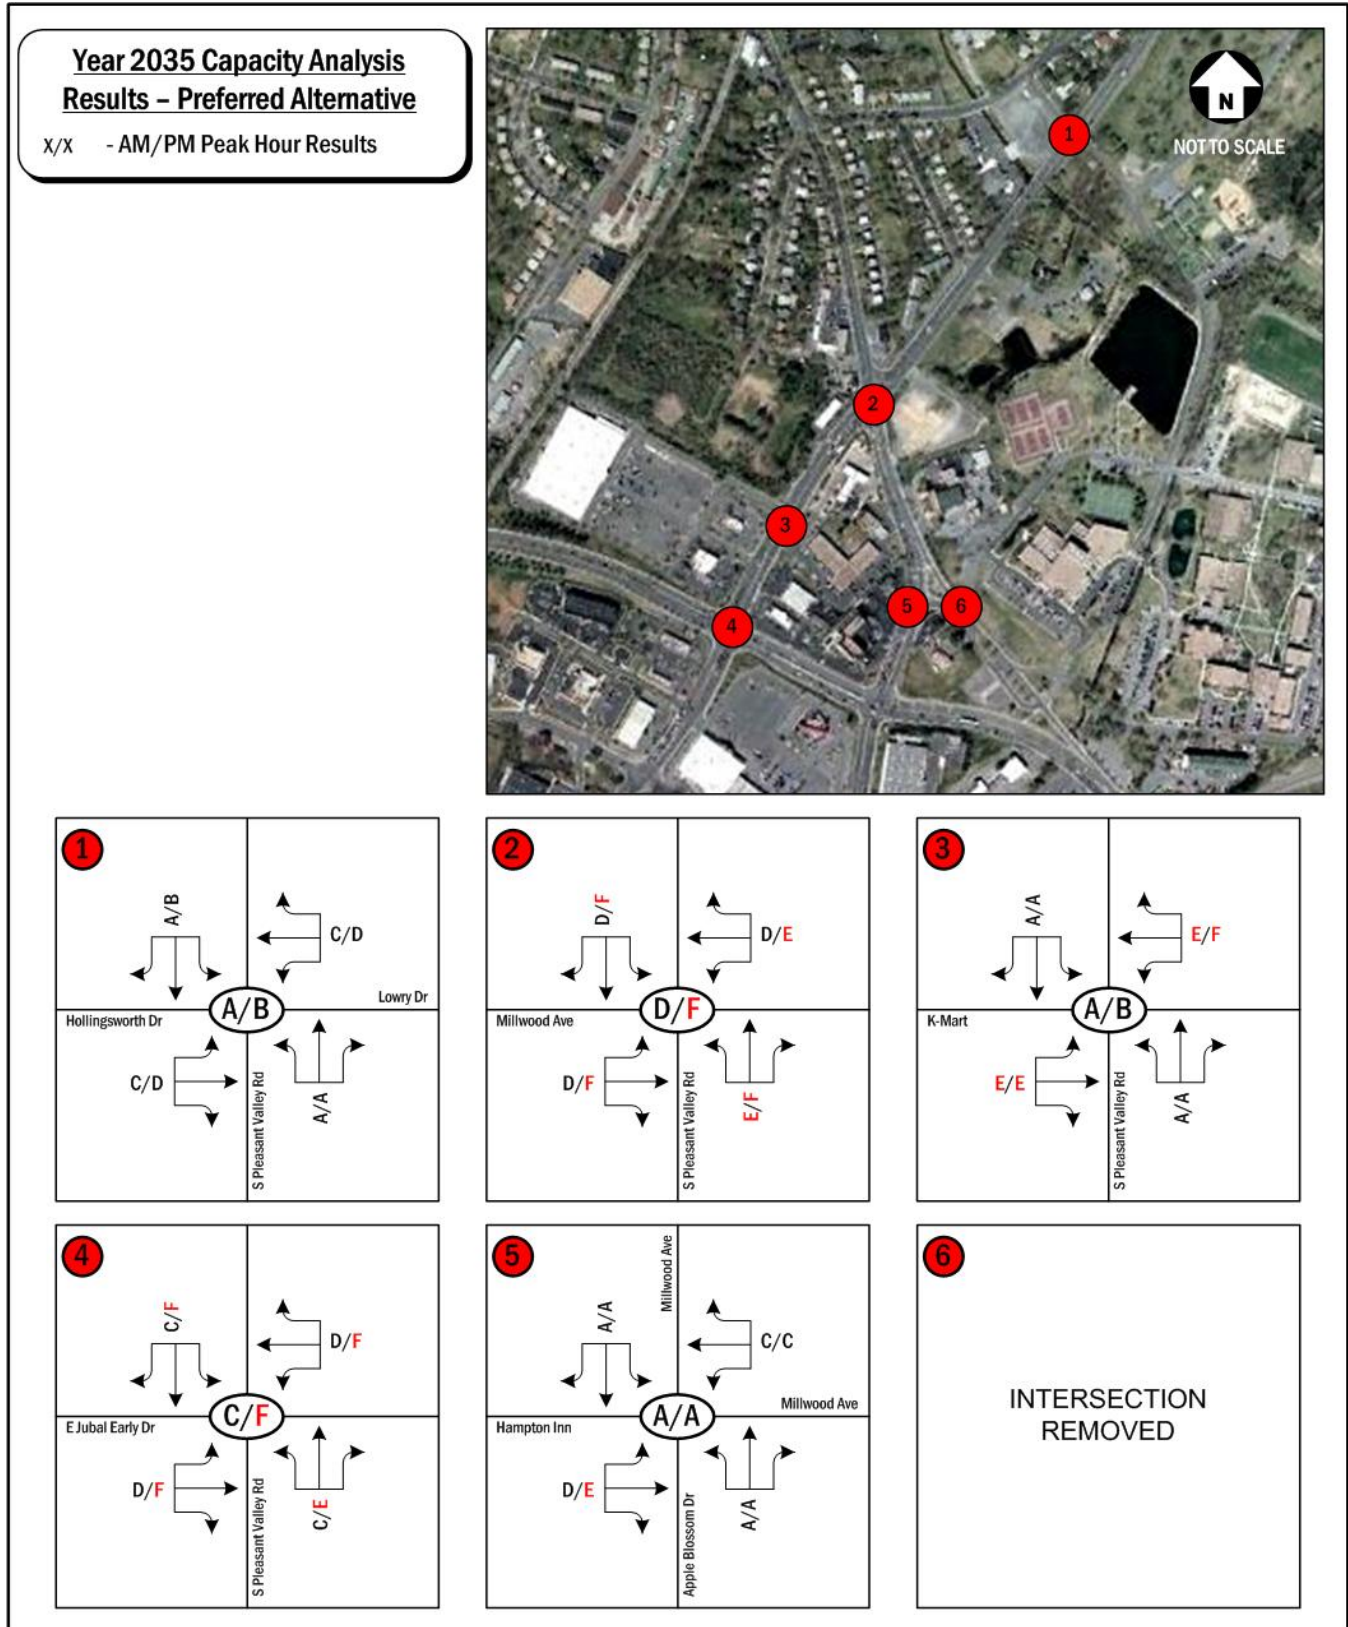 Year 2035 Capacity Analysis
Results – Preferred Alternative
X/X - AM/PM Peak Hour Results
N
NOT TO SCALE
1
2
3
4
5
6
1
A/B
C/D
A/B
Lowry Dr
Hollingsworth Dr
C/D
S Pleasant Valley Rd
A/A
2
D/F
D/E
D/F
Millwood Ave
D/F
S Pleasant Valley Rd
E/F
3
A/A
E/F
A/B
K-Mart
E/E
S Pleasant Valley Rd
A/A
4
C/F
D/F
C/F
E Jubal Early Dr
D/F
S Pleasant Valley Rd
C/E
5
Millwood Ave
A/A
C/C
A/A
Millwood Ave
Hampton Inn
D/E
Apple Blossom Dr
A/A
6
INTERSECTION
REMOVED